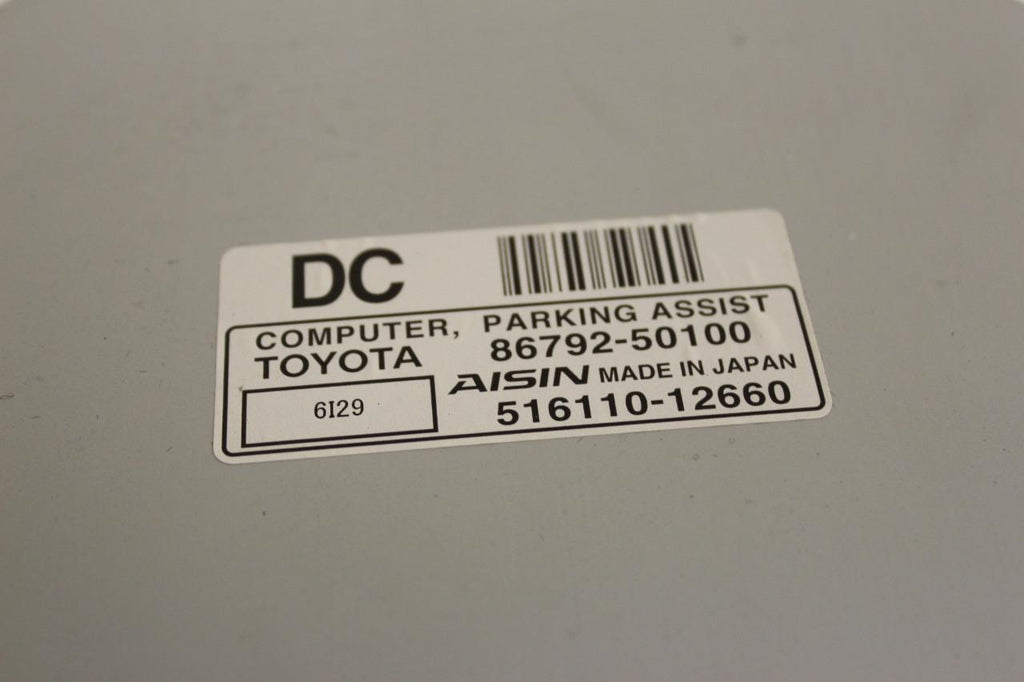 DC
COMPUTER, PARKING ASSIST
TOYOTA 86792-50100
AISIN MADE IN JAPAN
6I29 516110-12660